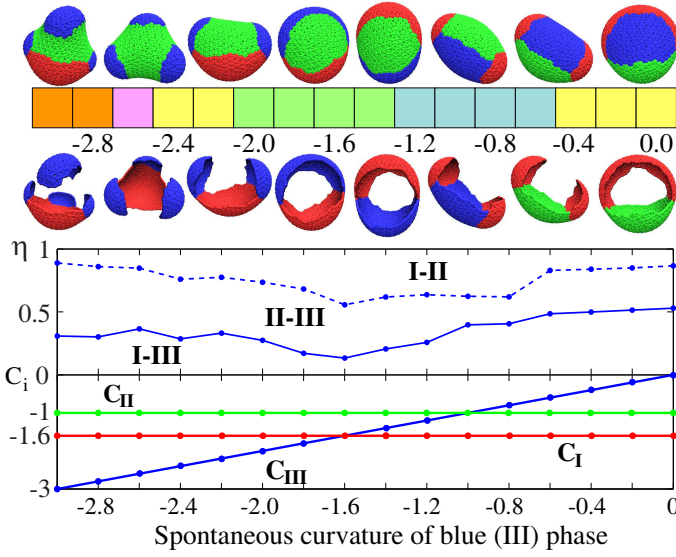 -2.8 -2.4 -2.0 -1.6 -1.2 -0.8 -0.4 0.0
η 1
I-II
II-III
0.5
I-III
C_i 0
C_II
-1
-1.6
C_III C_I
-3
-2.8 -2.4 -2.0 -1.6 -1.2 -0.8 -0.4 0
Spontaneous curvature of blue (III) phase